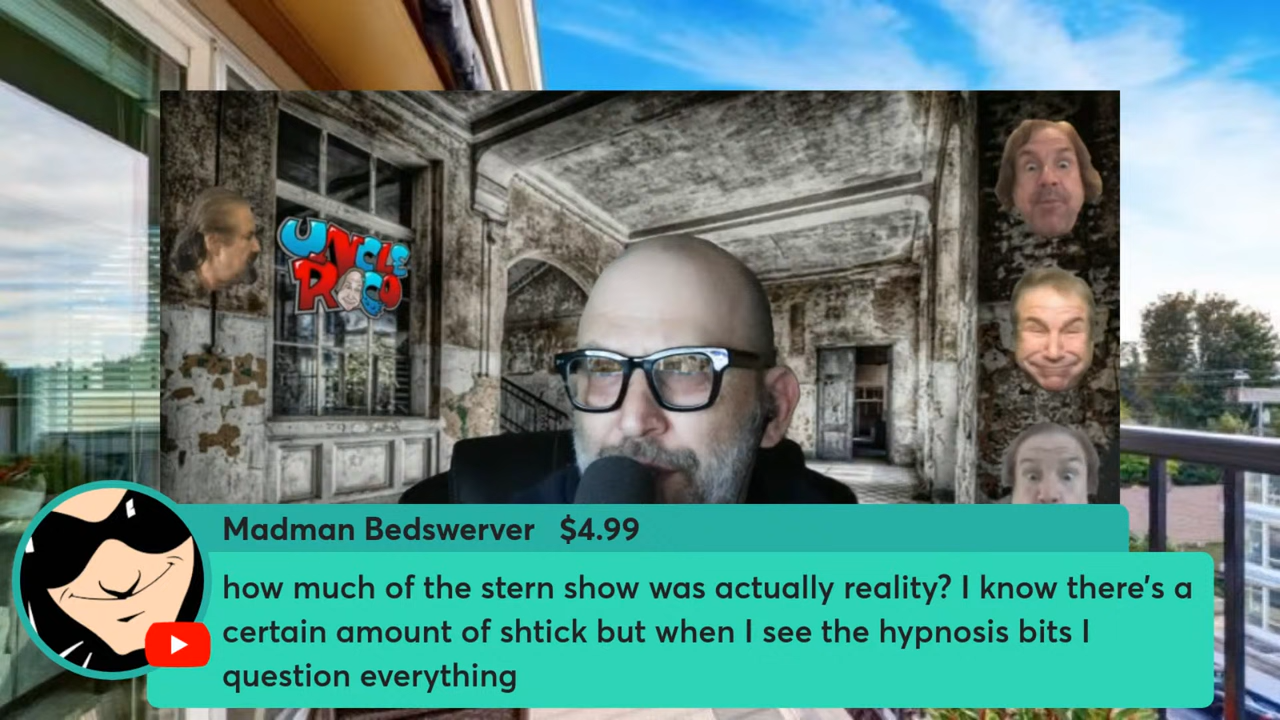 UNCLE
ROCO
Madman Bedswerver $4.99
how much of the stern show was actually reality? I know there's a
certain amount of shtick but when I see the hypnosis bits I
question everything